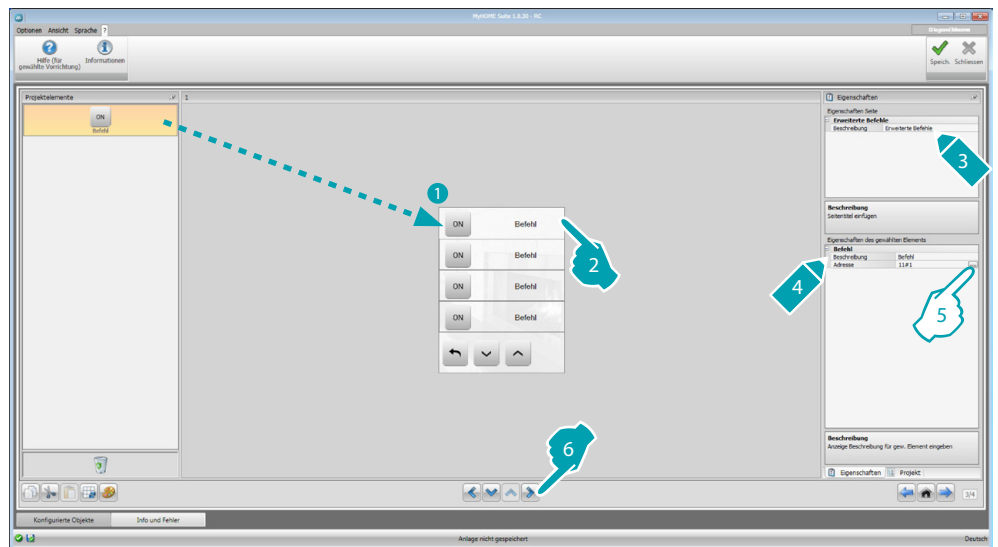 MyHOME Suite 1.0.30 - RC
Optionen Ansicht Sprache ?
Hilfe (für gewählte Vorrichtung)
Informationen
Speich. Schliessen
Projektelemente
ON
Befehl
1
1
ON Befehl
2
ON Befehl
ON Befehl
ON Befehl
6
Eigenschaften
Eigenschaften Seite
Erweiterte Befehle
Beschreibung Erweiterte Befehle
3
Beschreibung
Seitentitel einfügen
Eigenschaften des gewählten Elements
Befehl
Beschreibung Befehl
Adresse 11#1 ...
4
5
Beschreibung
Anzeige Beschreibung für gew. Element eingeben
Eigenschaften Projekt
3/4
Konfigurierte Objekte Info und Fehler
Anlage nicht gespeichert
Deutsch